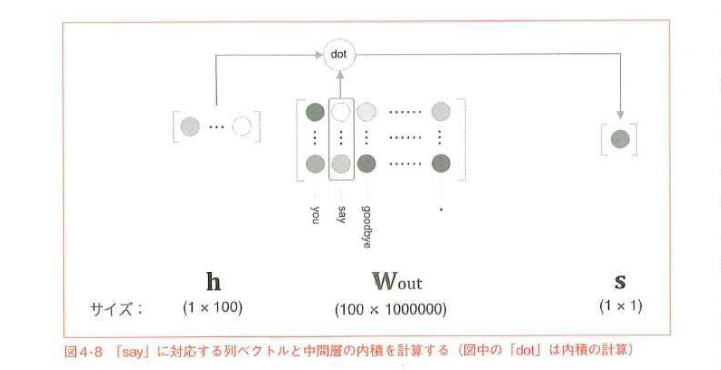 dot
you
say
goodbye
.
h
Wout
s
サイズ：
(1 × 100)
(100 × 1000000)
(1 × 1)
図4-8 「say」に対応する列ベクトルと中間層の内積を計算する（図中の「dot」は内積の計算）